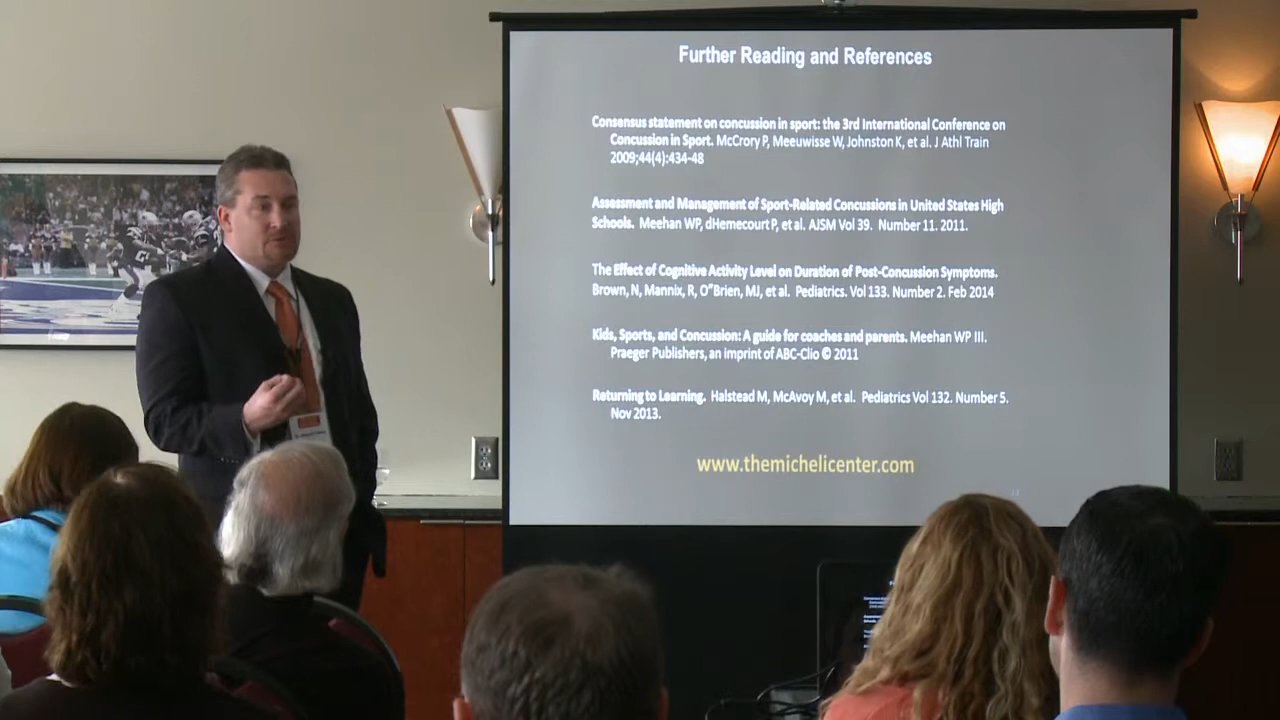 Further Reading and References
Consensus statement on concussion in sport: the 3rd International Conference on
Concussion in Sport. McCrory P, Meeuwisse W, Johnston K, et al. J Athl Train
2009;44(4):434-48
Assessment and Management of Sport-Related Concussions in United States High
Schools. Meehan WP, dHemecourt P, et al. AJSM Vol 39. Number 11. 2011.
The Effect of Cognitive Activity Level on Duration of Post-Concussion Symptoms.
Brown, N, Mannix, R, O"Brien, MJ, et al. Pediatrics. Vol 133. Number 2. Feb 2014
Kids, Sports, and Concussion: A guide for coaches and parents. Meehan WP III.
Praeger Publishers, an imprint of ABC-Clio © 2011
Returning to Learning. Halstead M, McAvoy M, et al. Pediatrics Vol 132. Number 5.
Nov 2013.
www.themichelicenter.com